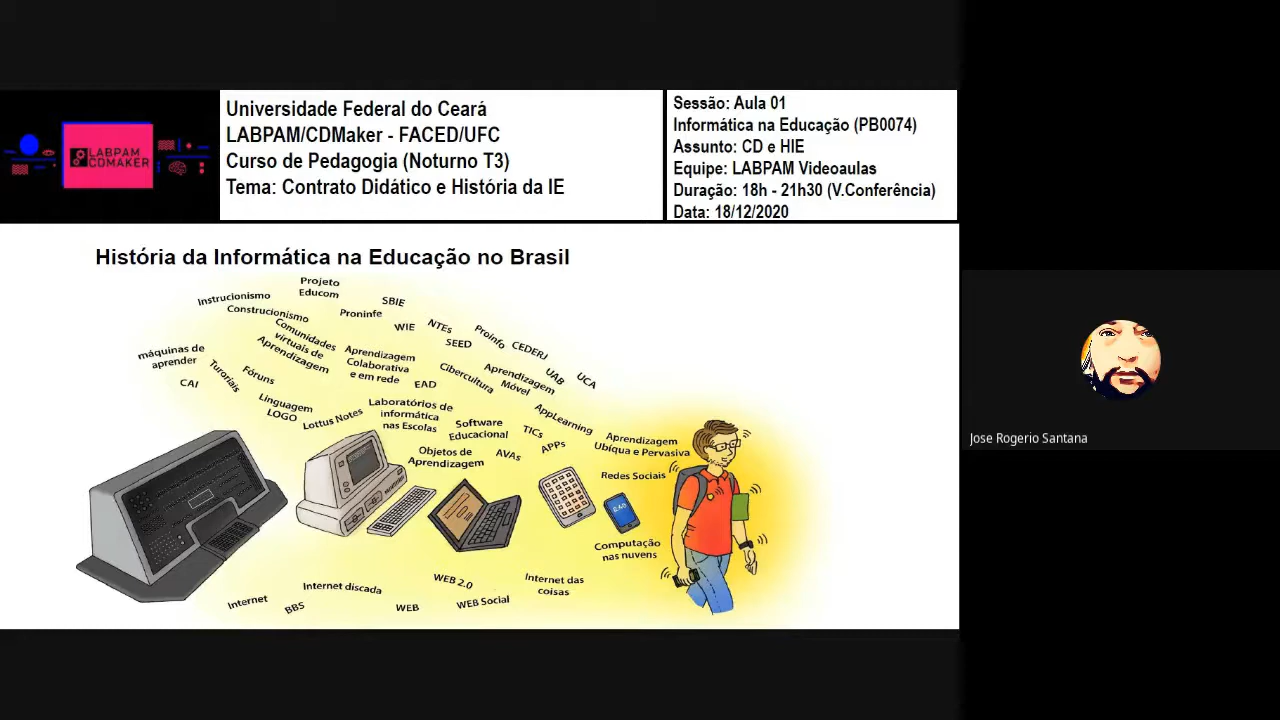 LABPAM
CDMAKER
Universidade Federal do Ceará
LABPAM/CDMaker - FACED/UFC
Curso de Pedagogia (Noturno T3)
Tema: Contrato Didático e História da IE
Sessão: Aula 01
Informática na Educação (PB0074)
Assunto: CD e HIE
Equipe: LABPAM Videoaulas
Duração: 18h - 21h30 (V.Conferência)
Data: 18/12/2020
História da Informática na Educação no Brasil
Projeto
Educom
Instrucionismo
SBIE
Construcionismo
Proninfe
WIE
NTEs
SEED
Proinfo
CEDERJ
UAB
UCA
Comunidades
virtuais de
Aprendizagem
máquinas de
aprender
CAI
Turoriais
Fóruns
Aprendizagem
Colaborativa
e em rede
EAD
Cibercultura
Aprendizagem
Móvel
Linguagem
LOGO
Lottus Notes
Laboratórios de
informática
nas Escolas
Software
Educacional
TICs
AppLearning
APPs
Aprendizagem
Ubíqua e Pervasiva
Objetos de
Aprendizagem
AVAs
Redes Sociais
Computação
nas nuvens
Internet
BBS
Internet discada
WEB
WEB 2.0
WEB Social
Internet das
coisas
Jose Rogerio Santana